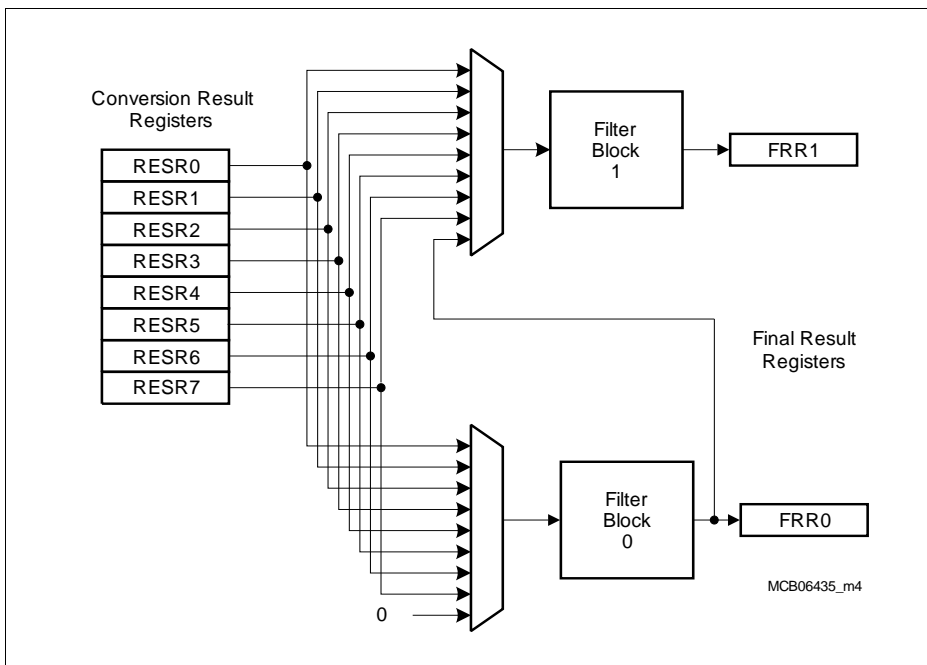 Conversion Result
Registers
RESR0
RESR1
RESR2
RESR3
RESR4
RESR5
RESR6
RESR7
Filter
Block
1
FRR1
Final Result
Registers
Filter
Block
0
FRR0
0
MCB06435_m4